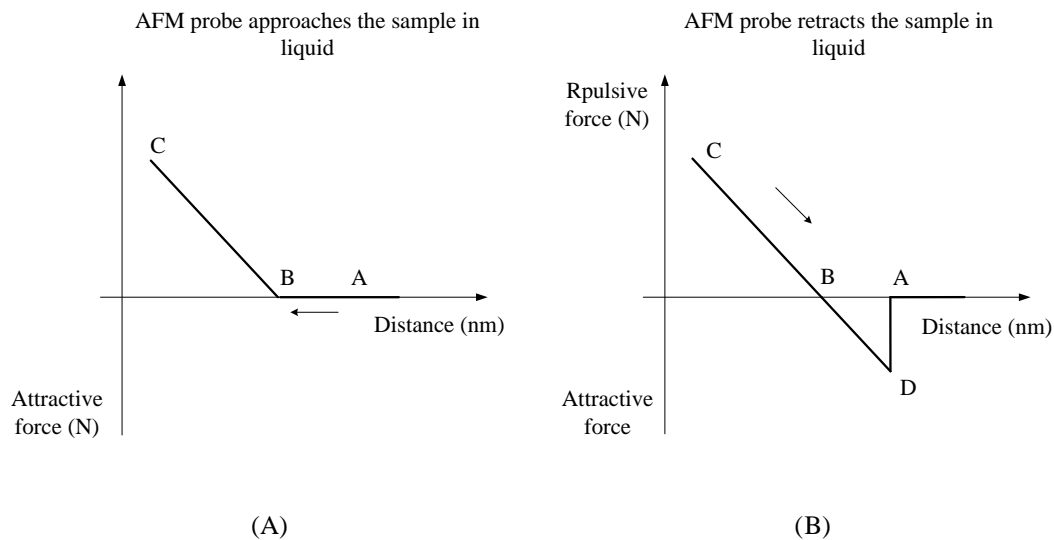 AFM probe approaches the sample in
liquid
C
B
A
Distance (nm)
Attractive
force (N)
(A)
AFM probe retracts the sample in
liquid
Rpulsive
force (N)
C
B
A
Distance (nm)
D
Attractive
force
(B)